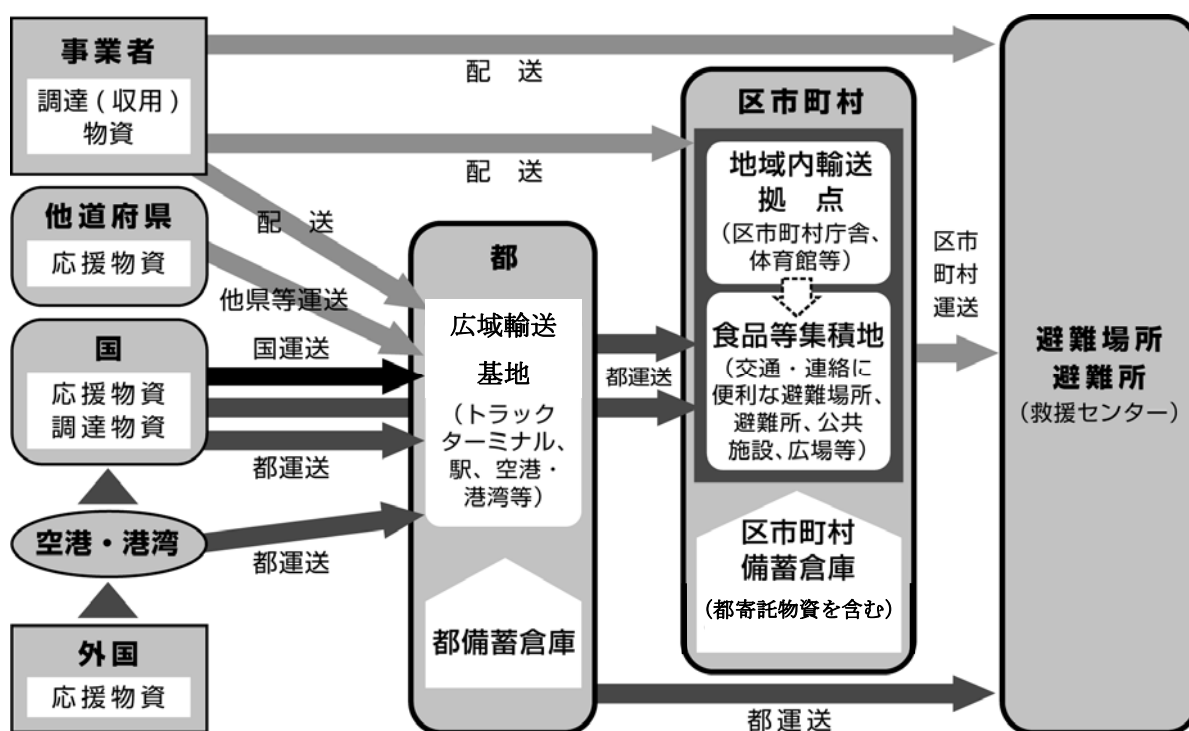 事業者
調達（収用）
物資
他道府県
応援物資
国
応援物資
調達物資
空港・港湾
外国
応援物資
配　送
配　送
配　送
他県等運送
国運送
都運送
都運送
都
広域輸送
基地
（トラック
ターミナル、
駅、空港・
港湾等）
都備蓄倉庫
都運送
区市町村
地域内輸送
拠　点
（区市町村庁舎、
体育館等）
食品等集積地
（交通・連絡に
便利な避難場所、
避難所、公共
施設、広場等）
区市町村
備蓄倉庫
（都寄託物資を含む）
都運送
区市
町村
運送
避難場所
避難所
（救援センター）